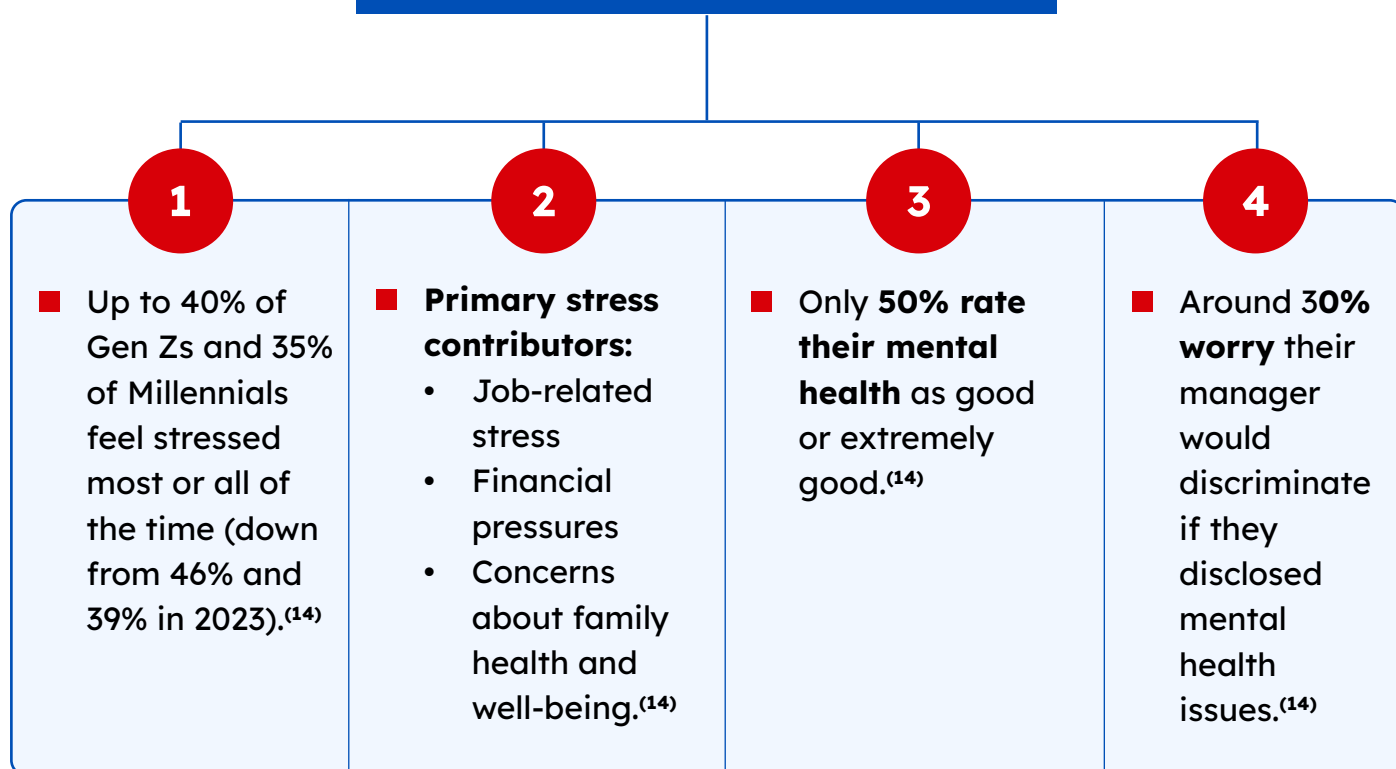 1
Up to 40% of
Gen Zs and 35%
of Millennials
feel stressed
most or all of
the time (down
from 46% and
39% in 2023).(14)
2
Primary stress
contributors:
• Job-related
stress
• Financial
pressures
• Concerns
about family
health and
well-being.(14)
3
Only 50% rate
their mental
health as good
or extremely
good.(14)
4
Around 30%
worry their
manager
would
discriminate
if they
disclosed
mental
health
issues.(14)